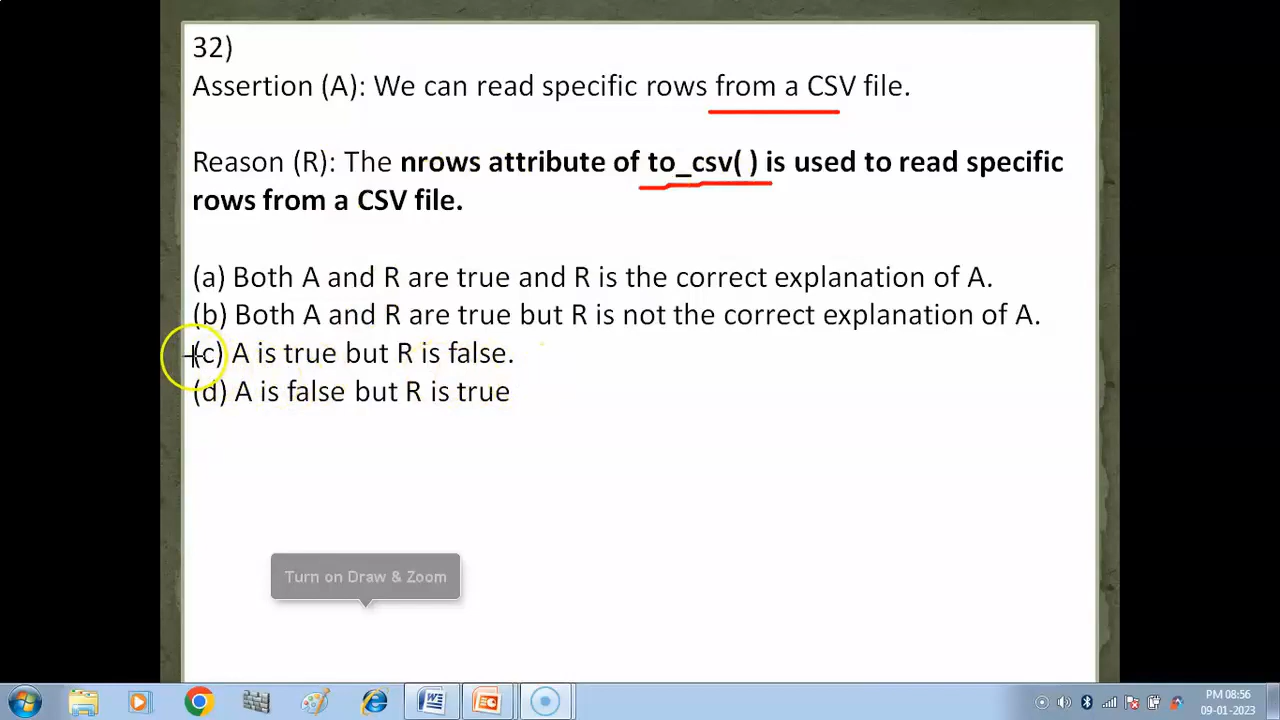 32)
Assertion (A): We can read specific rows from a CSV file.
Reason (R): The nrows attribute of to_csv( ) is used to read specific
rows from a CSV file.
(a) Both A and R are true and R is the correct explanation of A.
(b) Both A and R are true but R is not the correct explanation of A.
(c) A is true but R is false.
(d) A is false but R is true
Turn on Draw & Zoom
PM 08:56
09-01-2023